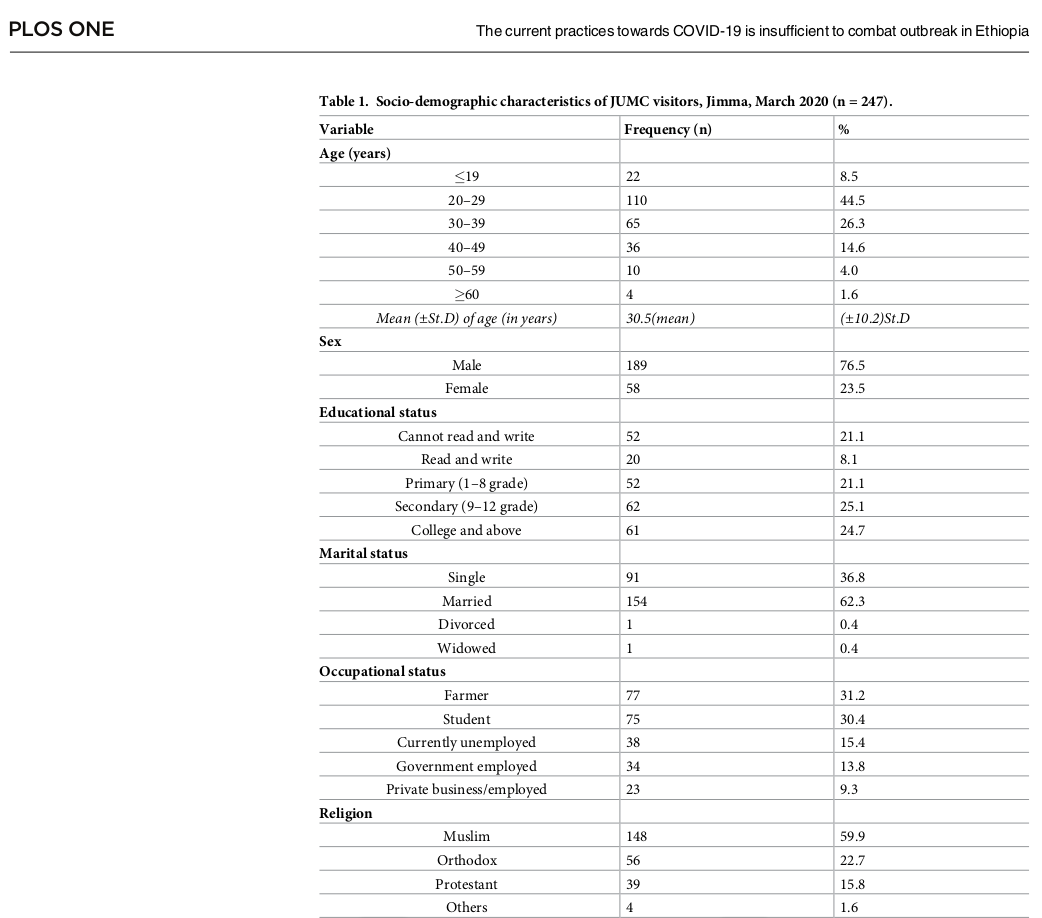 PLOS ONE The current practices towards COVID-19 is insufficient to combat outbreak in Ethiopia
Table 1. Socio-demographic characteristics of JUMC visitors, Jimma, March 2020 (n = 247).
Variable Frequency (n) %
Age (years)
≤19 22 8.5
20–29 110 44.5
30–39 65 26.3
40–49 36 14.6
50–59 10 4.0
≥60 4 1.6
Mean (±St.D) of age (in years) 30.5(mean) (±10.2)St.D
Sex
Male 189 76.5
Female 58 23.5
Educational status
Cannot read and write 52 21.1
Read and write 20 8.1
Primary (1–8 grade) 52 21.1
Secondary (9–12 grade) 62 25.1
College and above 61 24.7
Marital status
Single 91 36.8
Married 154 62.3
Divorced 1 0.4
Widowed 1 0.4
Occupational status
Farmer 77 31.2
Student 75 30.4
Currently unemployed 38 15.4
Government employed 34 13.8
Private business/employed 23 9.3
Religion
Muslim 148 59.9
Orthodox 56 22.7
Protestant 39 15.8
Others 4 1.6